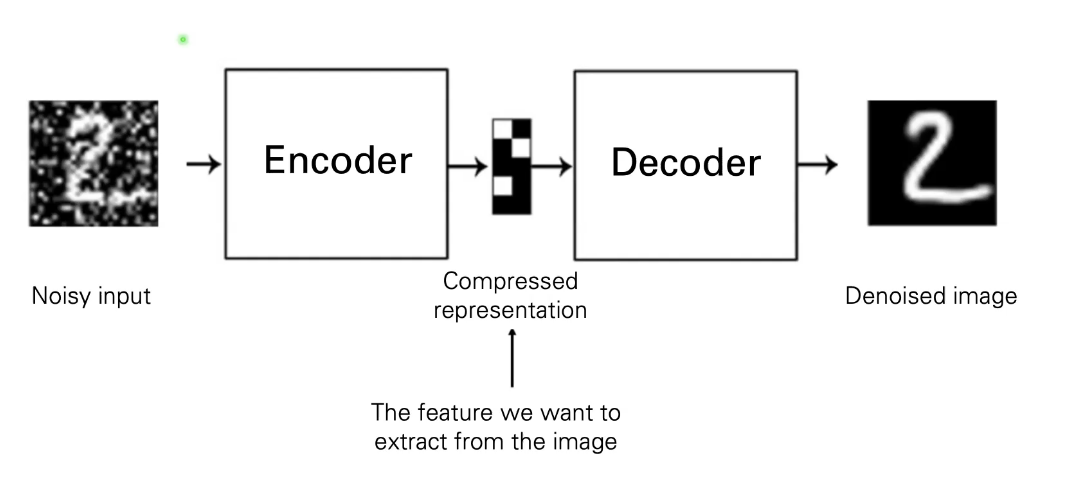 Encoder
Decoder
Noisy input
Compressed
representation
Denoised image
The feature we want to
extract from the image